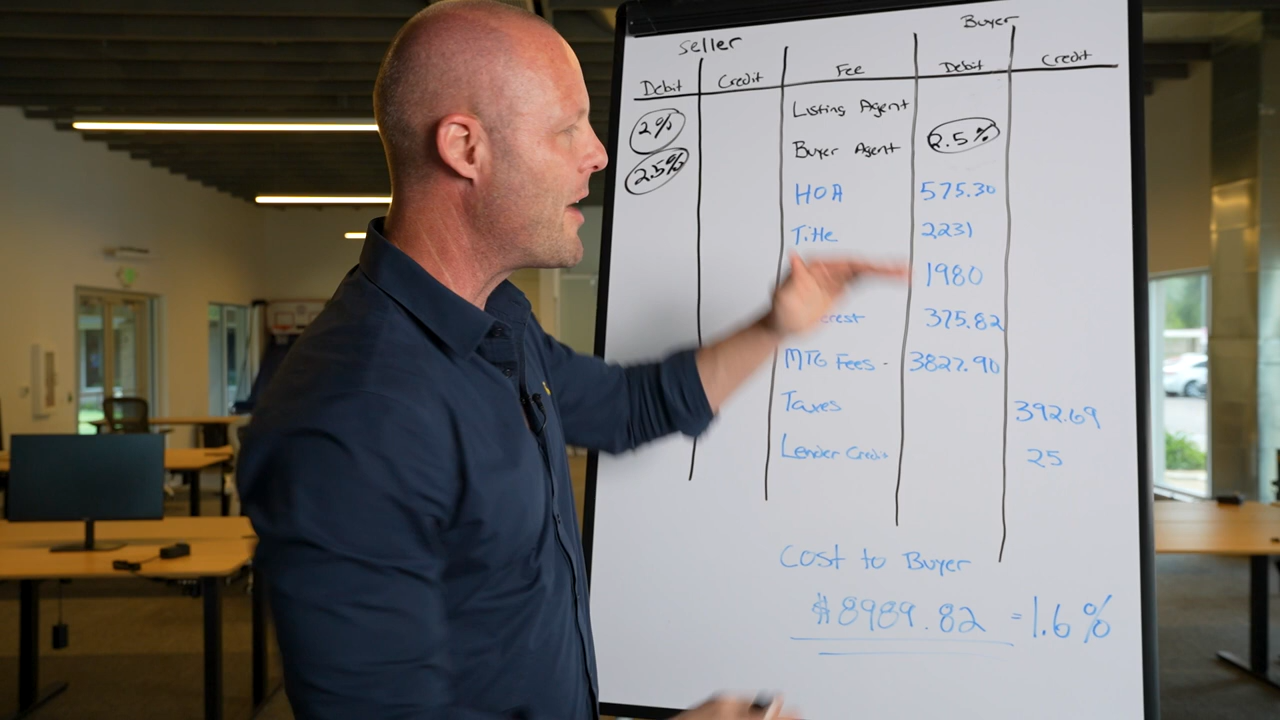 Seller Buyer
Debit Credit Fee Debit Credit
2% Listing Agent
2.5% Buyer Agent 2.5%
HOA 575.30
Title 2231
1980
375.82
MTG Fees - 3827.90
Taxes 392.69
Lender Credit 25
Cost to Buyer
$8989.82 = 1.6%